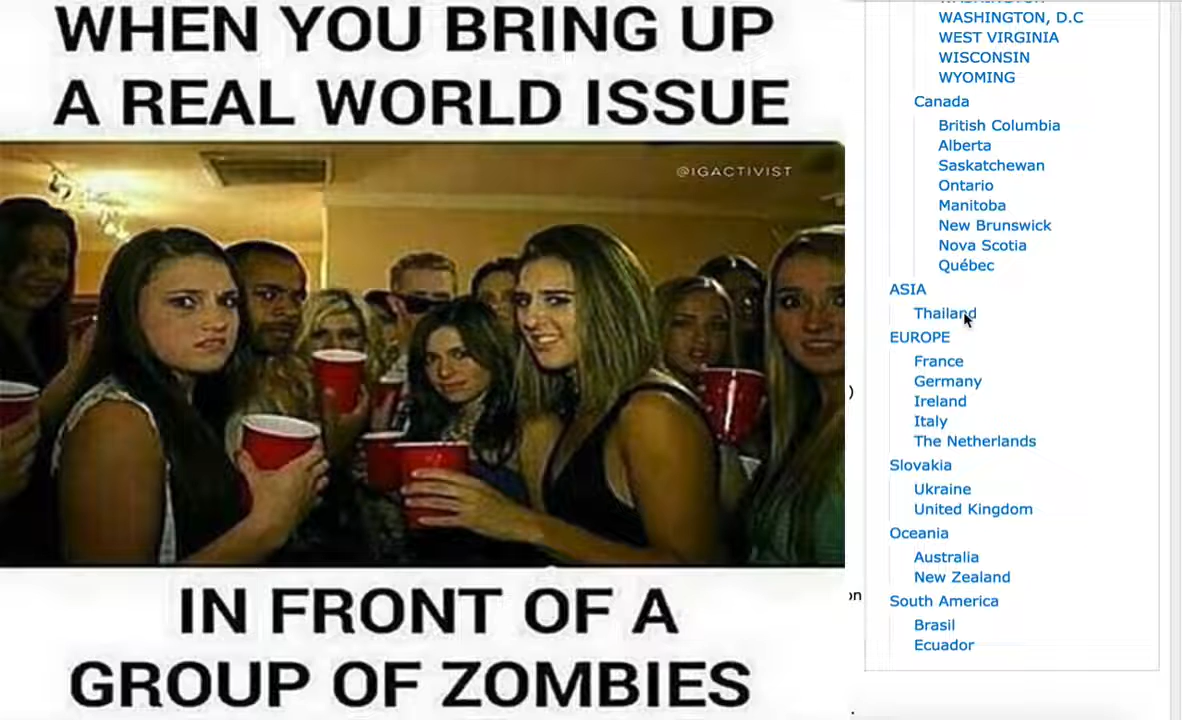 WHEN YOU BRING UP
A REAL WORLD ISSUE
@IGACTIVIST
IN FRONT OF A
GROUP OF ZOMBIES
WASHINGTON, D.C
WEST VIRGINIA
WISCONSIN
WYOMING
Canada
British Columbia
Alberta
Saskatchewan
Ontario
Manitoba
New Brunswick
Nova Scotia
Québec
ASIA
Thailand
EUROPE
France
Germany
Ireland
Italy
The Netherlands
Slovakia
Ukraine
United Kingdom
Oceania
Australia
New Zealand
South America
Brasil
Ecuador
)
on
.